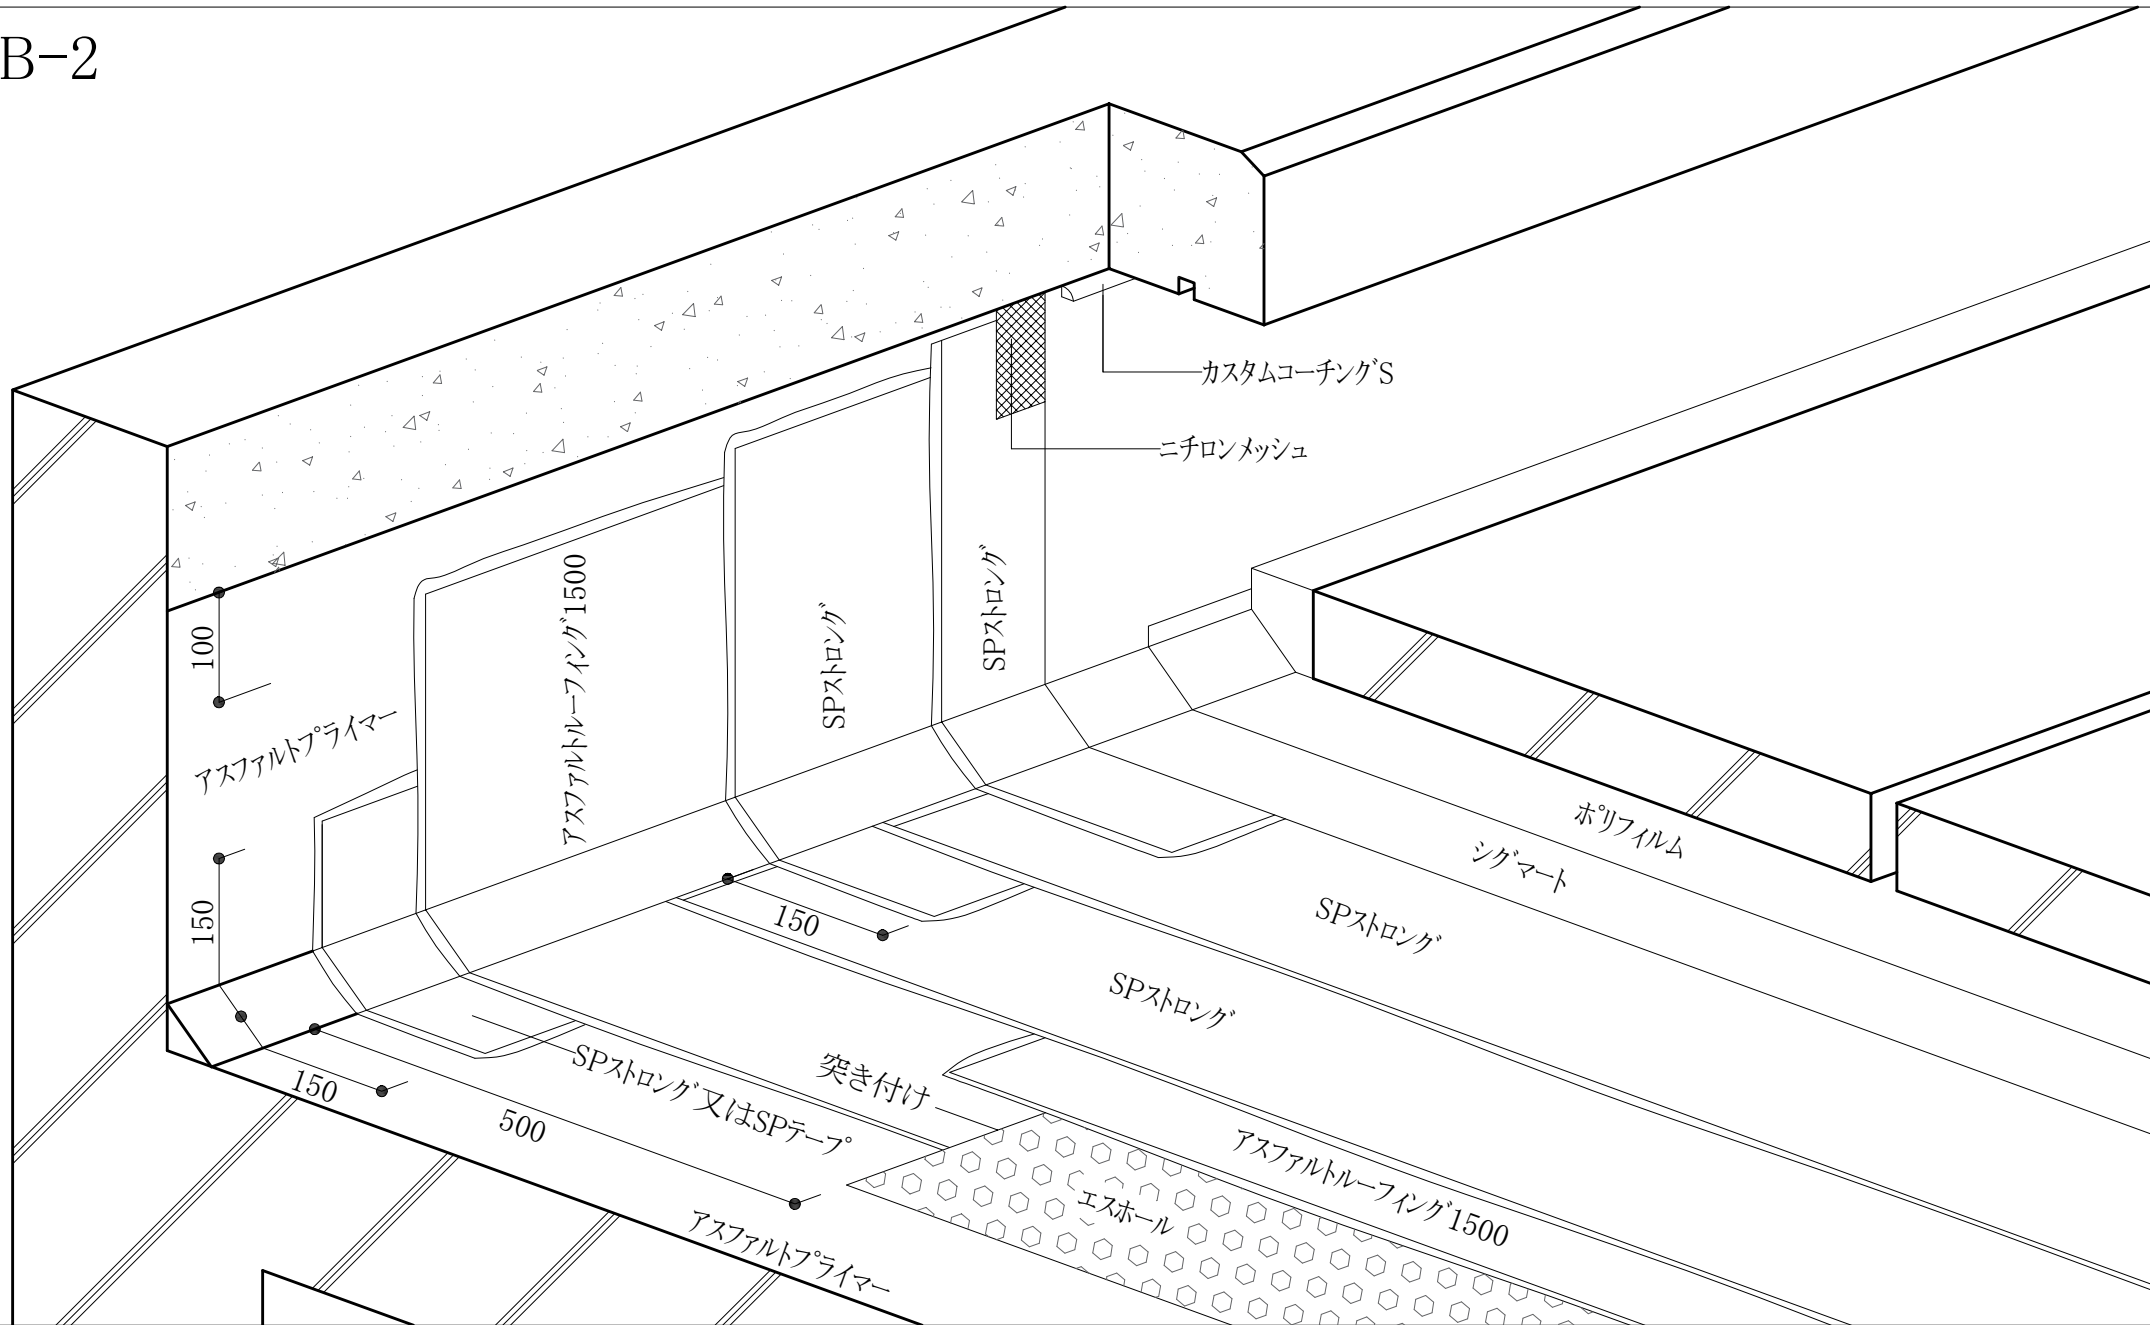 B-2
カスタムコーチングS
ニチロンメッシュ
100
アスファルトプライマー
アスファルトルーフィング1500
SPストロング
SPストロング
150
ポリフィルム
シグマート
SPストロング
150
SPストロング
突き付け
SPストロング又はSPテープ
150
500
アスファルトルーフィング1500
エスホール
アスファルトプライマー